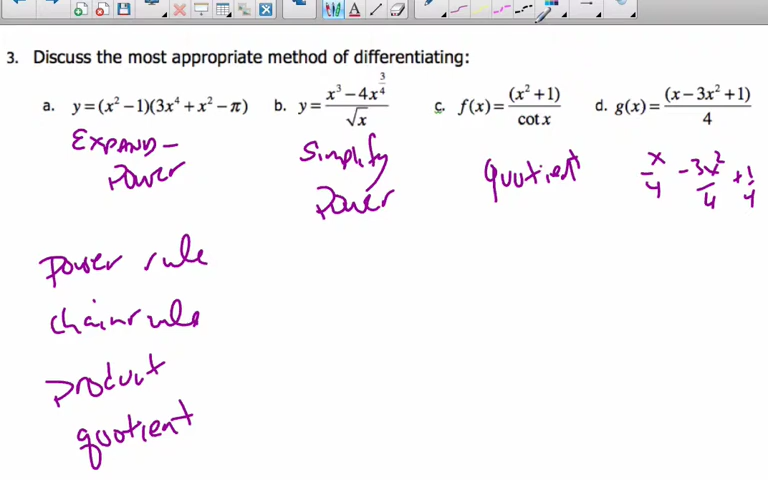 3. Discuss the most appropriate method of differentiating:
a. y=(x²−1)(3x⁴+x²−π) b. y=(x³−4x^(3/4))/√x c. f(x)=(x²+1)/cot x d. g(x)=(x−3x²+1)/4
EXPAND – Simplify quotient x/4 −3x²/4 +1/4
Power Power
power rule
chain rule
product
quotient